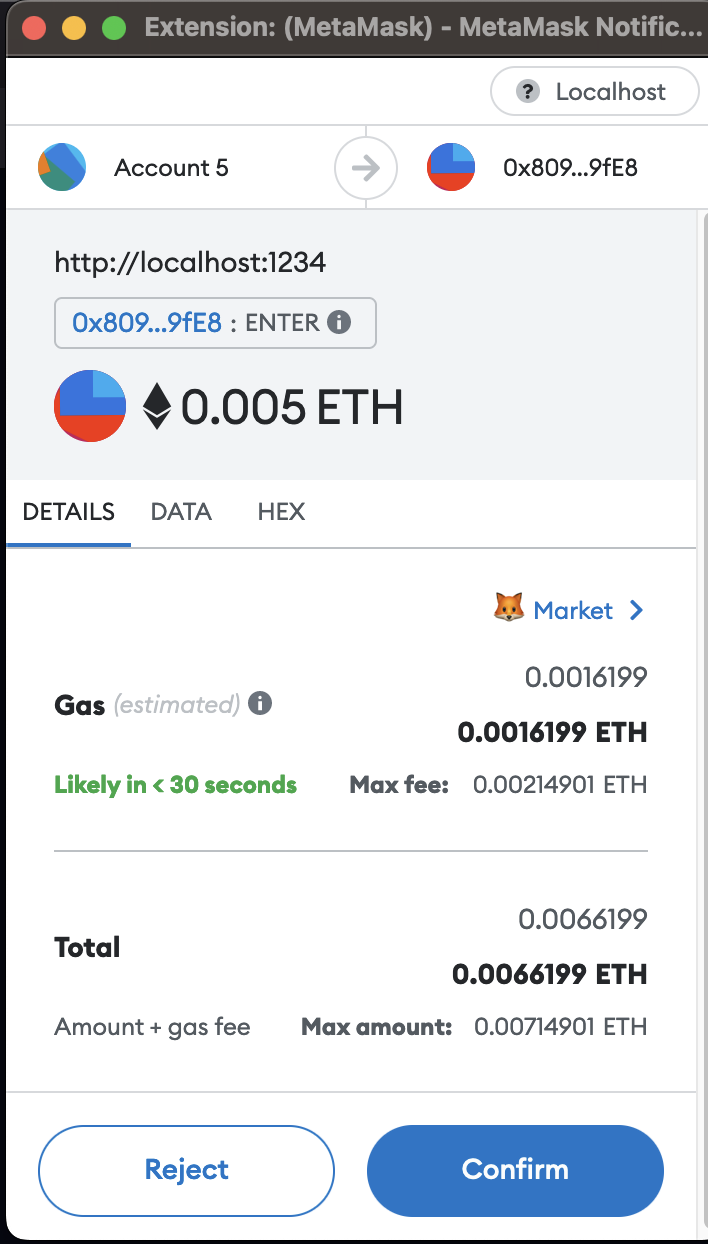 Extension: (MetaMask) - MetaMask Notific...
? Localhost
Account 5
0x809...9fE8
http://localhost:1234
0x809...9fE8 : ENTER i
0.005 ETH
DETAILS DATA HEX
Market
0.0016199
Gas (estimated) i
0.0016199 ETH
Likely in < 30 seconds Max fee: 0.00214901 ETH
0.0066199
Total
0.0066199 ETH
Amount + gas fee Max amount: 0.00714901 ETH
Reject Confirm